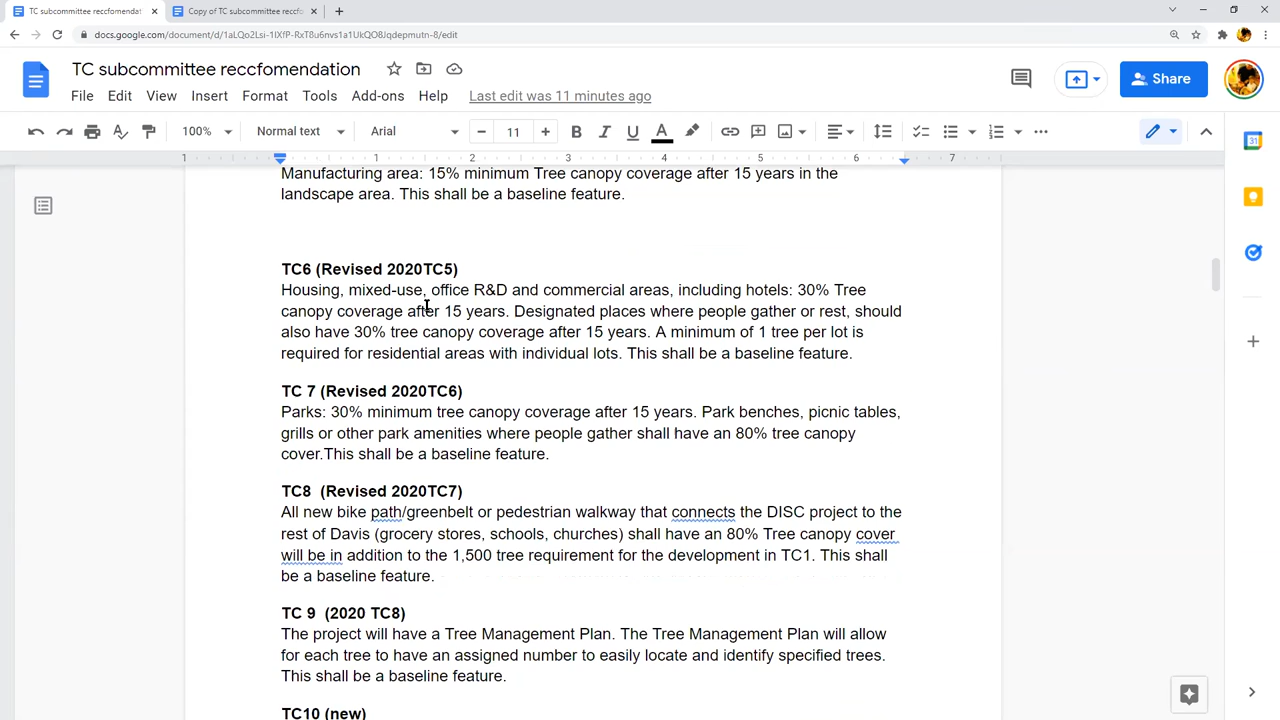 TC subcommittee reccfomendation
Copy of TC subcommittee reccfo
docs.google.com/document/d/1aLQo2Lsi-1IXfP-RxT8u6nvs1a1UkQO8Jqdepmutn-8/edit
TC subcommittee reccfomendation
File Edit View Insert Format Tools Add-ons Help Last edit was 11 minutes ago
Share
100% Normal text Arial 11 B I U A
1 1 2 3 4 5 6 7
Manufacturing area: 15% minimum Tree canopy coverage after 15 years in the
landscape area. This shall be a baseline feature.
TC6 (Revised 2020TC5)
Housing, mixed-use, office R&D and commercial areas, including hotels: 30% Tree
canopy coverage after 15 years. Designated places where people gather or rest, should
also have 30% tree canopy coverage after 15 years. A minimum of 1 tree per lot is
required for residential areas with individual lots. This shall be a baseline feature.
TC 7 (Revised 2020TC6)
Parks: 30% minimum tree canopy coverage after 15 years. Park benches, picnic tables,
grills or other park amenities where people gather shall have an 80% tree canopy
cover.This shall be a baseline feature.
TC8 (Revised 2020TC7)
All new bike path/greenbelt or pedestrian walkway that connects the DISC project to the
rest of Davis (grocery stores, schools, churches) shall have an 80% Tree canopy cover
will be in addition to the 1,500 tree requirement for the development in TC1. This shall
be a baseline feature.
TC 9 (2020 TC8)
The project will have a Tree Management Plan. The Tree Management Plan will allow
for each tree to have an assigned number to easily locate and identify specified trees.
This shall be a baseline feature.
TC10 (new)
31